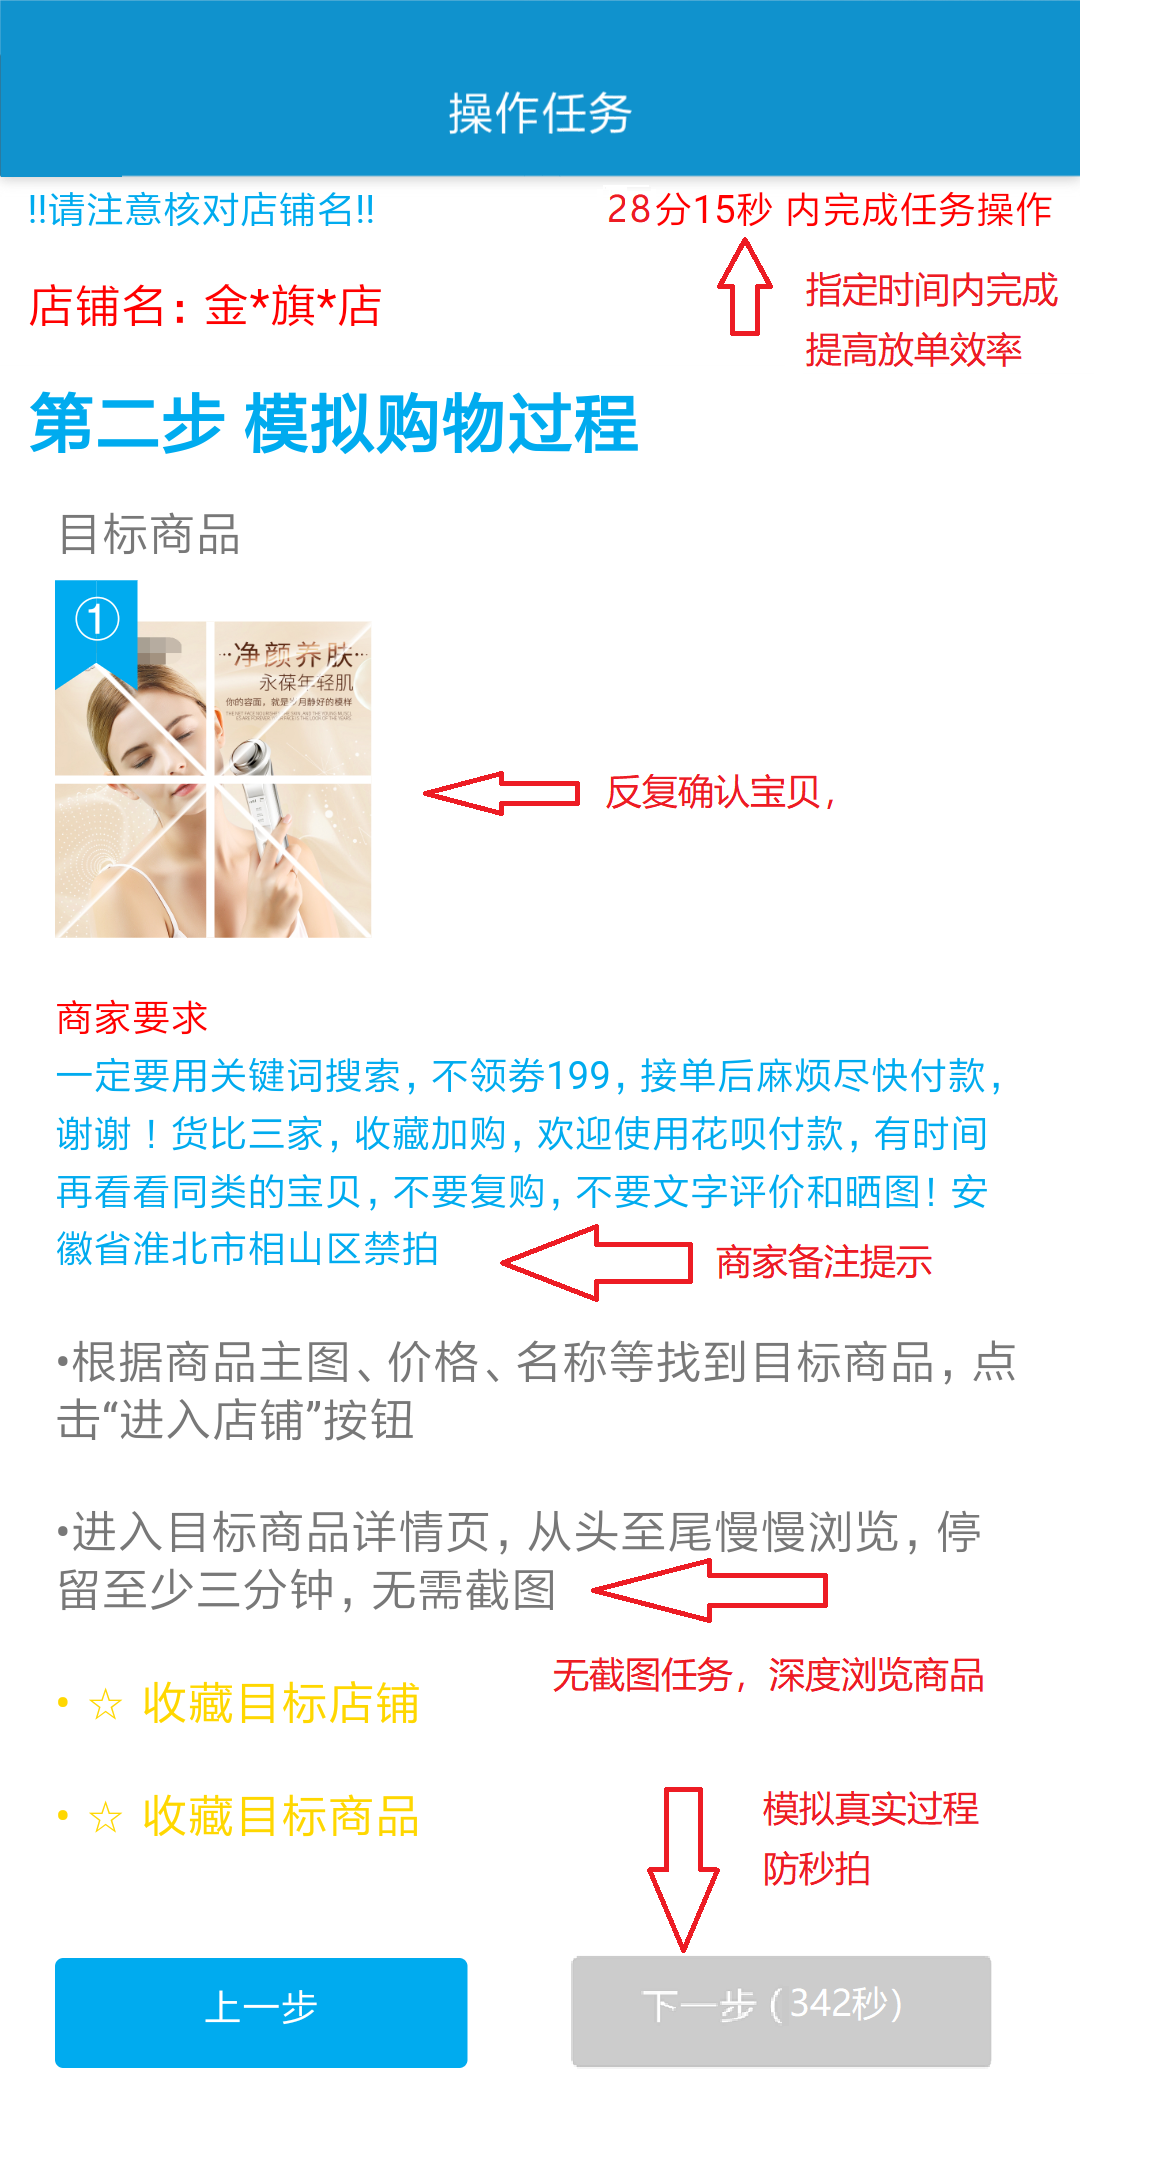 操作任务
!!请注意核对店铺名!!
28分15秒 内完成任务操作
店铺名：金*旗*店
指定时间内完成
提高放单效率
第二步 模拟购物过程
目标商品
①
··净颜养肤··
永葆年轻肌
你的容面，就是岁月静好的模样
反复确认宝贝，
商家要求
一定要用关键词搜索，不领券199，接单后麻烦尽快付款，
谢谢！货比三家，收藏加购，欢迎使用花呗付款，有时间
再看看同类的宝贝，不要复购，不要文字评价和晒图！安
徽省淮北市相山区禁拍
商家备注提示
•根据商品主图、价格、名称等找到目标商品，点
击“进入店铺”按钮
•进入目标商品详情页，从头至尾慢慢浏览，停
留至少三分钟，无需截图
无截图任务，深度浏览商品
• ☆ 收藏目标店铺
• ☆ 收藏目标商品
模拟真实过程
防秒拍
上一步
下一步（342秒）